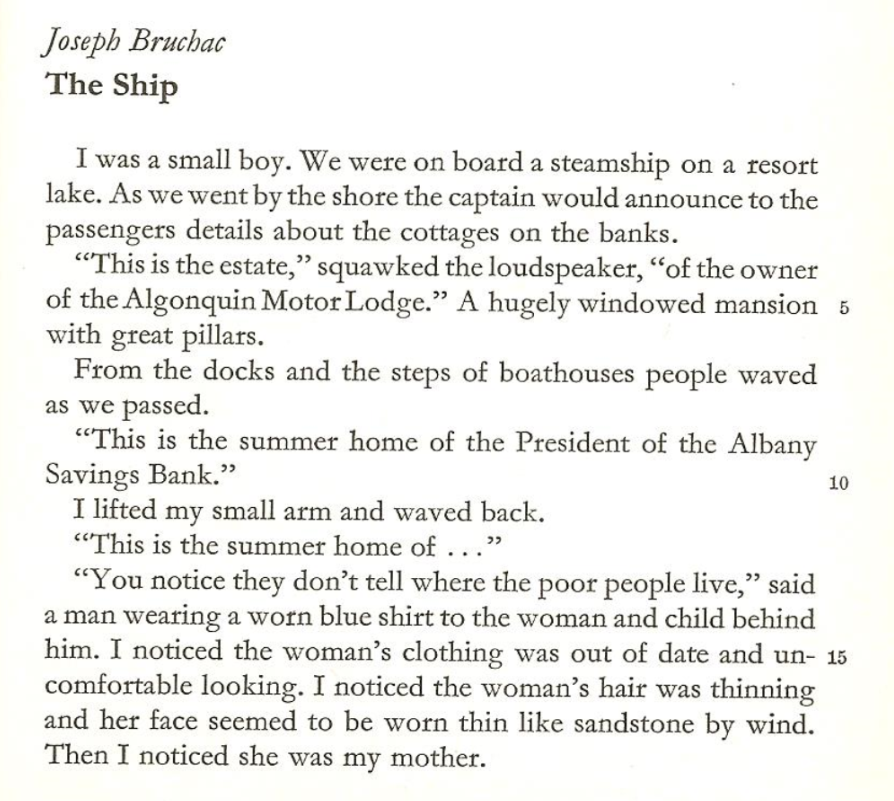 Joseph Bruchac
The Ship
I was a small boy. We were on board a steamship on a resort
lake. As we went by the shore the captain would announce to the
passengers details about the cottages on the banks.
“This is the estate,” squawked the loudspeaker, “of the owner
of the Algonquin Motor Lodge.” A hugely windowed mansion 5
with great pillars.
From the docks and the steps of boathouses people waved
as we passed.
“This is the summer home of the President of the Albany
Savings Bank.” 10
I lifted my small arm and waved back.
“This is the summer home of . . .”
“You notice they don’t tell where the poor people live,” said
a man wearing a worn blue shirt to the woman and child behind
him. I noticed the woman’s clothing was out of date and un- 15
comfortable looking. I noticed the woman’s hair was thinning
and her face seemed to be worn thin like sandstone by wind.
Then I noticed she was my mother.